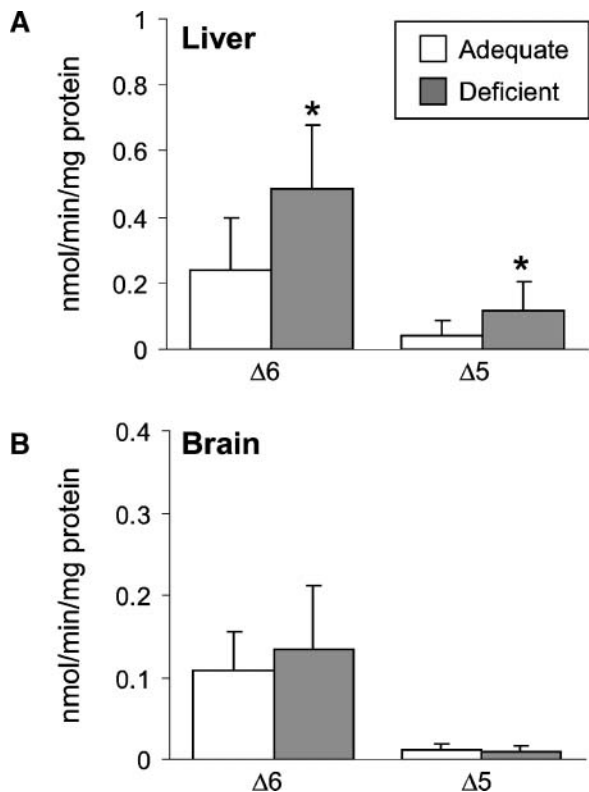 A
Liver
Adequate
Deficient
nmol/min/mg protein
1
0.8
0.6
0.4
0.2
0
*
*
Δ6
Δ5
B
Brain
nmol/min/mg protein
0.4
0.3
0.2
0.1
0
Δ6
Δ5